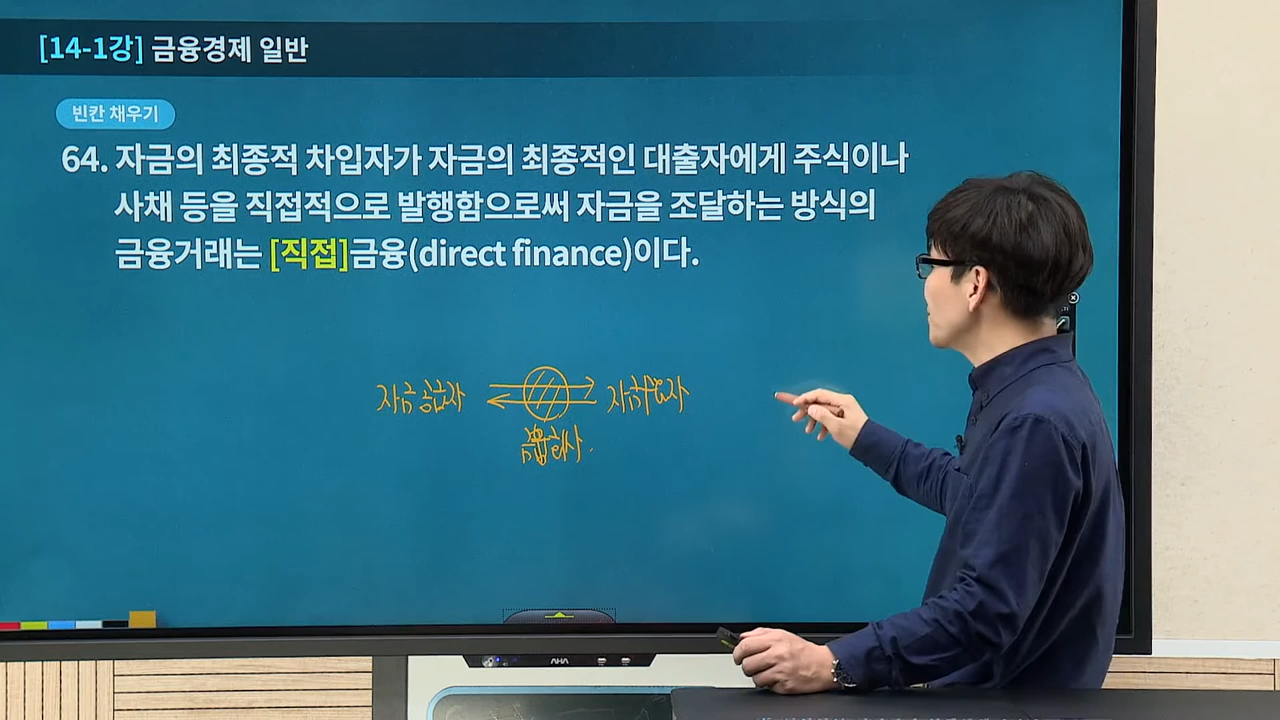 [14-1강] 금융경제 일반
빈칸 채우기
64. 자금의 최종적 차입자가 자금의 최종적인 대출자에게 주식이나
사채 등을 직접적으로 발행함으로써 자금을 조달하는 방식의
금융거래는 [직접]금융(direct finance)이다.
자금공급자
자금수요자
회사
AHA